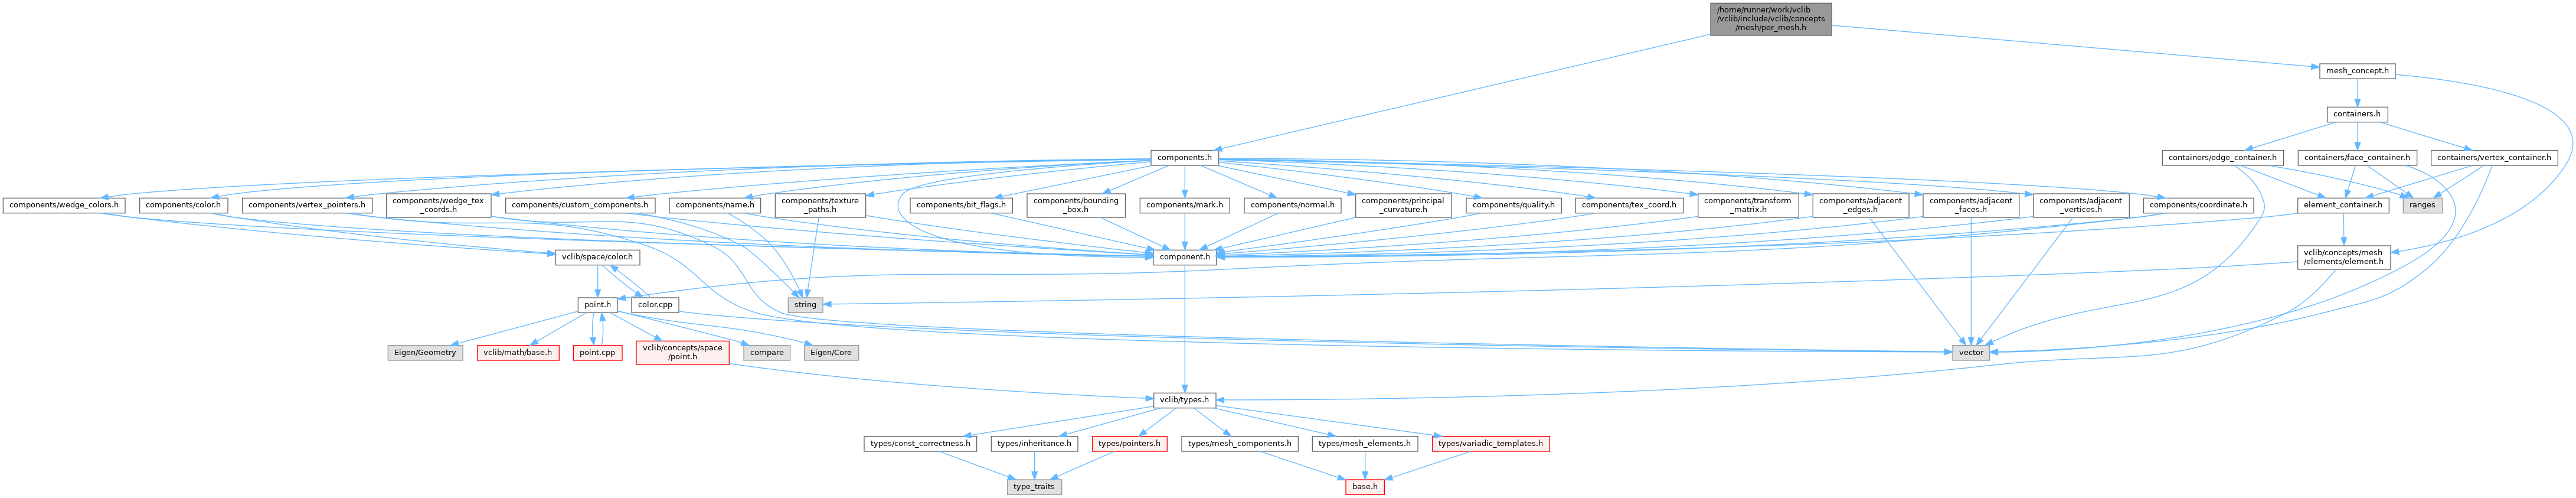 /home/runner/work/vclib
/vclib/include/vclib/concepts
/mesh/per_mesh.h
mesh_concept.h
containers.h
components.h
containers/edge_container.h
containers/face_container.h
containers/vertex_container.h
components/wedge_colors.h
components/color.h
components/vertex_pointers.h
components/wedge_tex
_coords.h
components/custom_components.h
components/name.h
components/texture
_paths.h
components/bit_flags.h
components/bounding
_box.h
components/mark.h
components/normal.h
components/principal
_curvature.h
components/quality.h
components/tex_coord.h
components/transform
_matrix.h
components/adjacent
_edges.h
components/adjacent
_faces.h
components/adjacent
_vertices.h
components/coordinate.h
element_container.h
ranges
vclib/space/color.h
component.h
vclib/concepts/mesh
/elements/element.h
point.h
color.cpp
string
Eigen/Geometry
vclib/math/base.h
point.cpp
vclib/concepts/space
/point.h
compare
Eigen/Core
vector
vclib/types.h
types/const_correctness.h
types/inheritance.h
types/pointers.h
types/mesh_components.h
types/mesh_elements.h
types/variadic_templates.h
type_traits
base.h